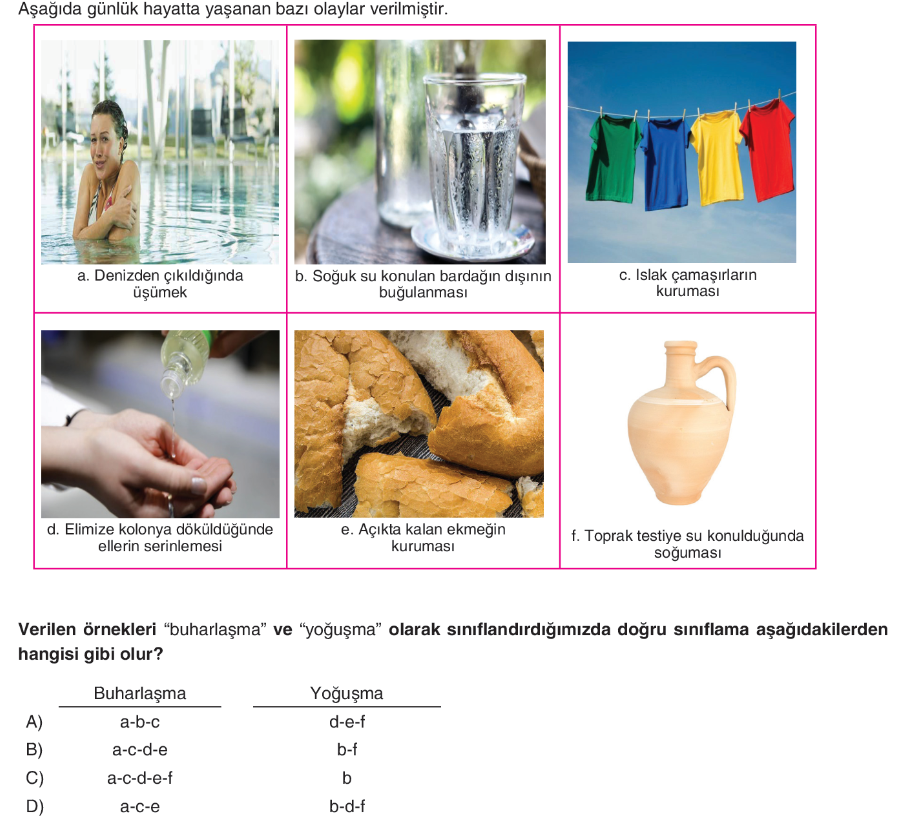 Aşağıda günlük hayatta yaşanan bazı olaylar verilmiştir.
a. Denizden çıkıldığında
üşümek
b. Soğuk su konulan bardağın dışının
buğulanması
c. Islak çamaşırların
kuruması
d. Elimize kolonya döküldüğünde
ellerin serinlemesi
e. Açıkta kalan ekmeğin
kuruması
f. Toprak testiye su konulduğunda
soğuması
Verilen örnekleri “buharlaşma” ve “yoğuşma” olarak sınıflandırdığımızda doğru sınıflama aşağıdakilerden
hangisi gibi olur?
Buharlaşma Yoğuşma
A) a-b-c d-e-f
B) a-c-d-e b-f
C) a-c-d-e-f b
D) a-c-e b-d-f